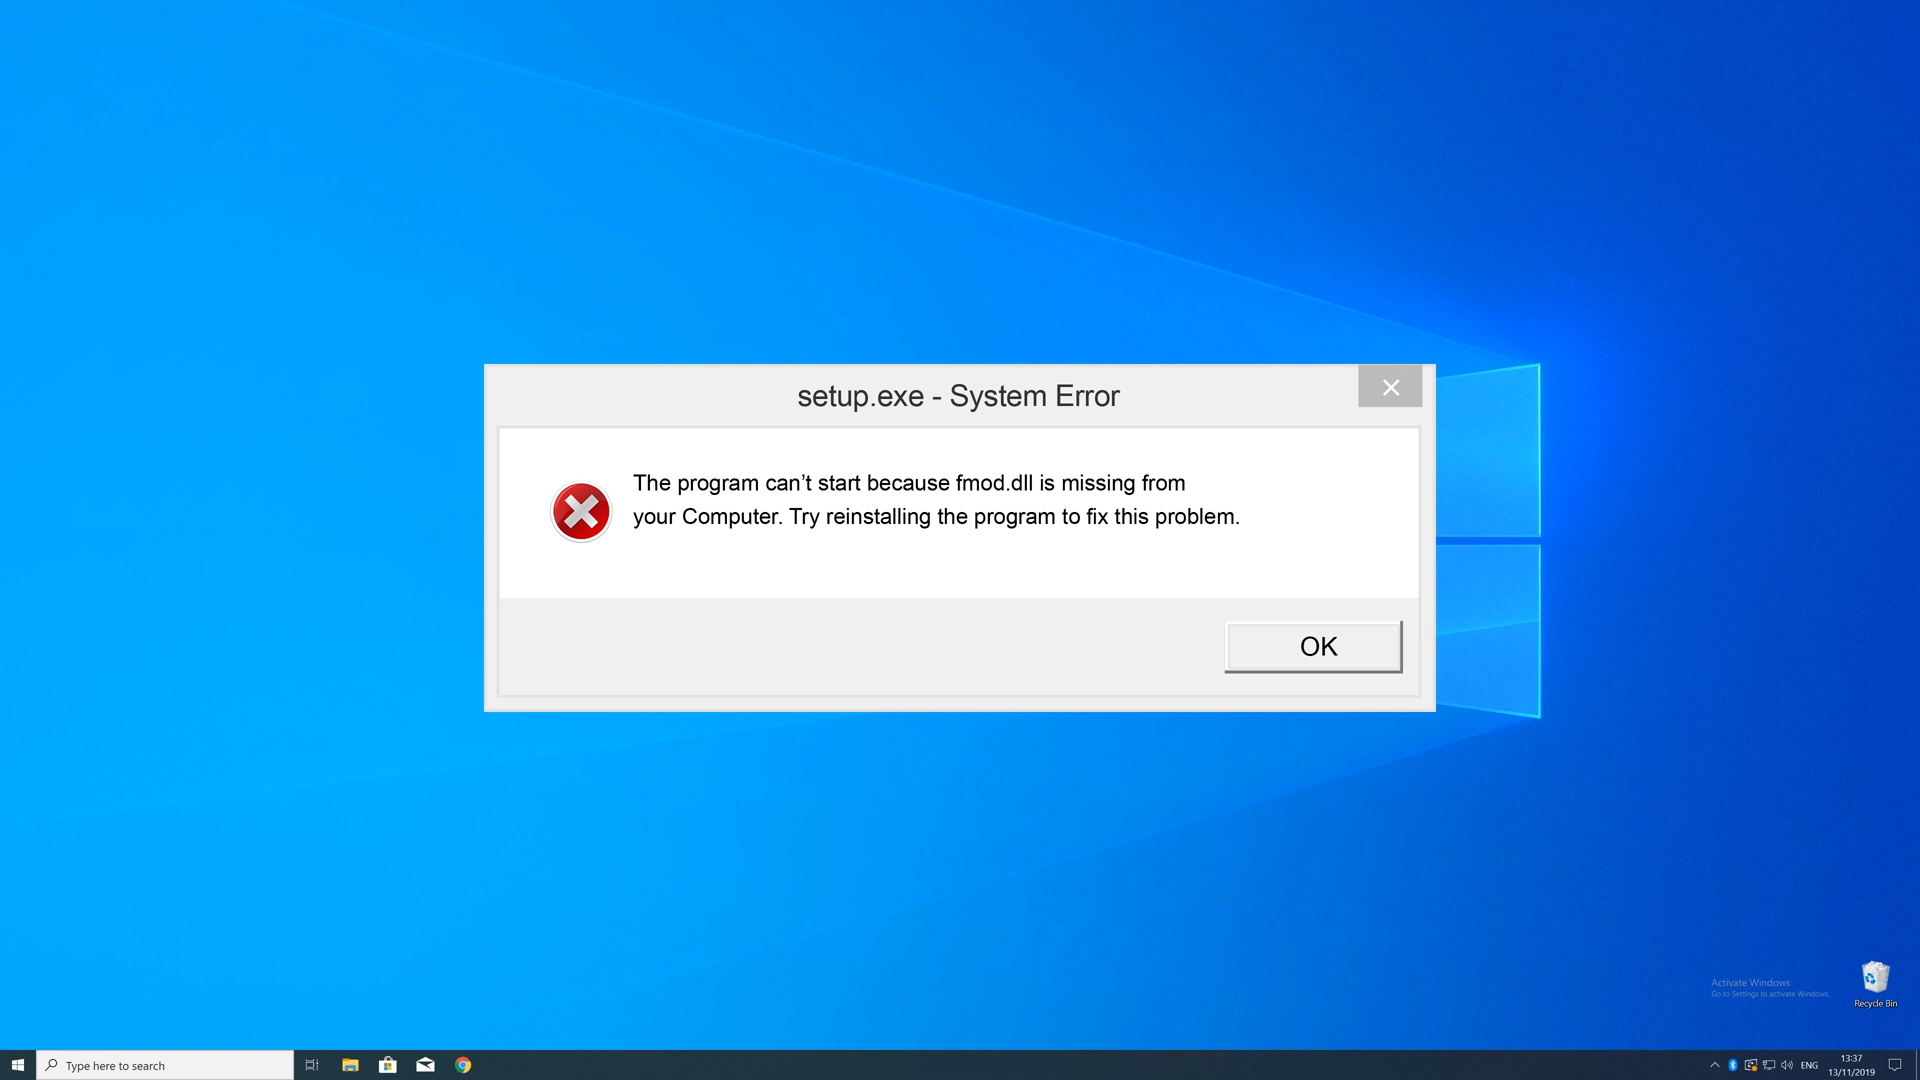 setup.exe - System Error
The program can’t start because fmod.dll is missing from
your Computer. Try reinstalling the program to fix this problem.
OK
Activate Windows
Go to Settings to activate Windows.
Recycle Bin
Type here to search
ENG
13:37
13/11/2019